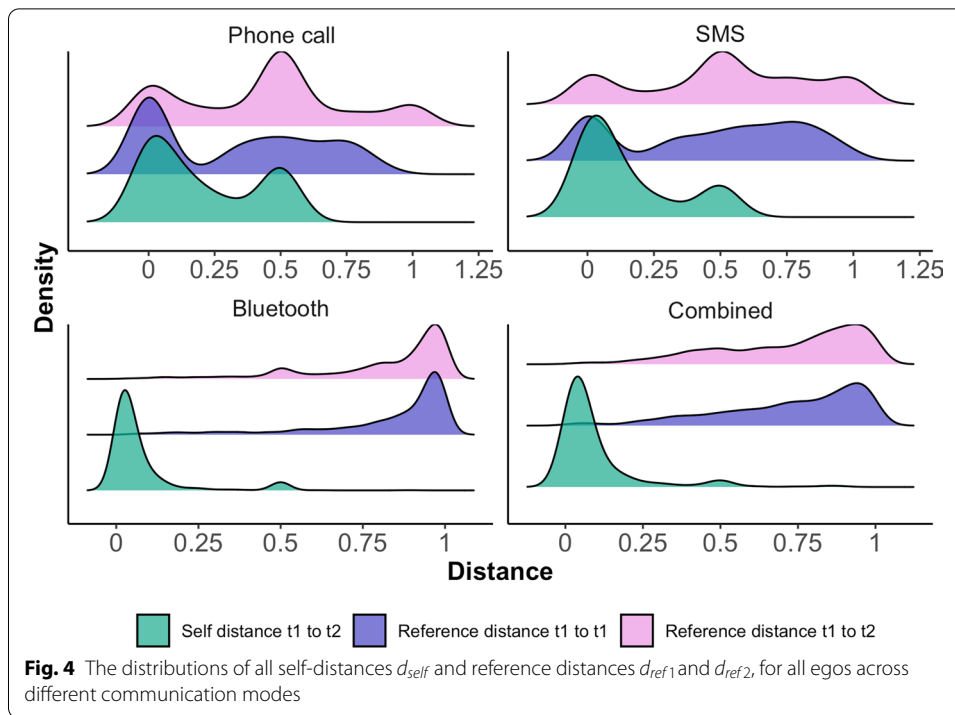 Phone call
SMS
0 0.25 0.5 0.75 1 1.25
0 0.25 0.5 0.75 1 1.25
Density
Bluetooth
Combined
0 0.25 0.5 0.75 1
0 0.25 0.5 0.75 1
Distance
Self distance t1 to t2 Reference distance t1 to t1 Reference distance t1 to t2
Fig. 4 The distributions of all self-distances dself and reference distances dref1 and dref2, for all egos across
different communication modes